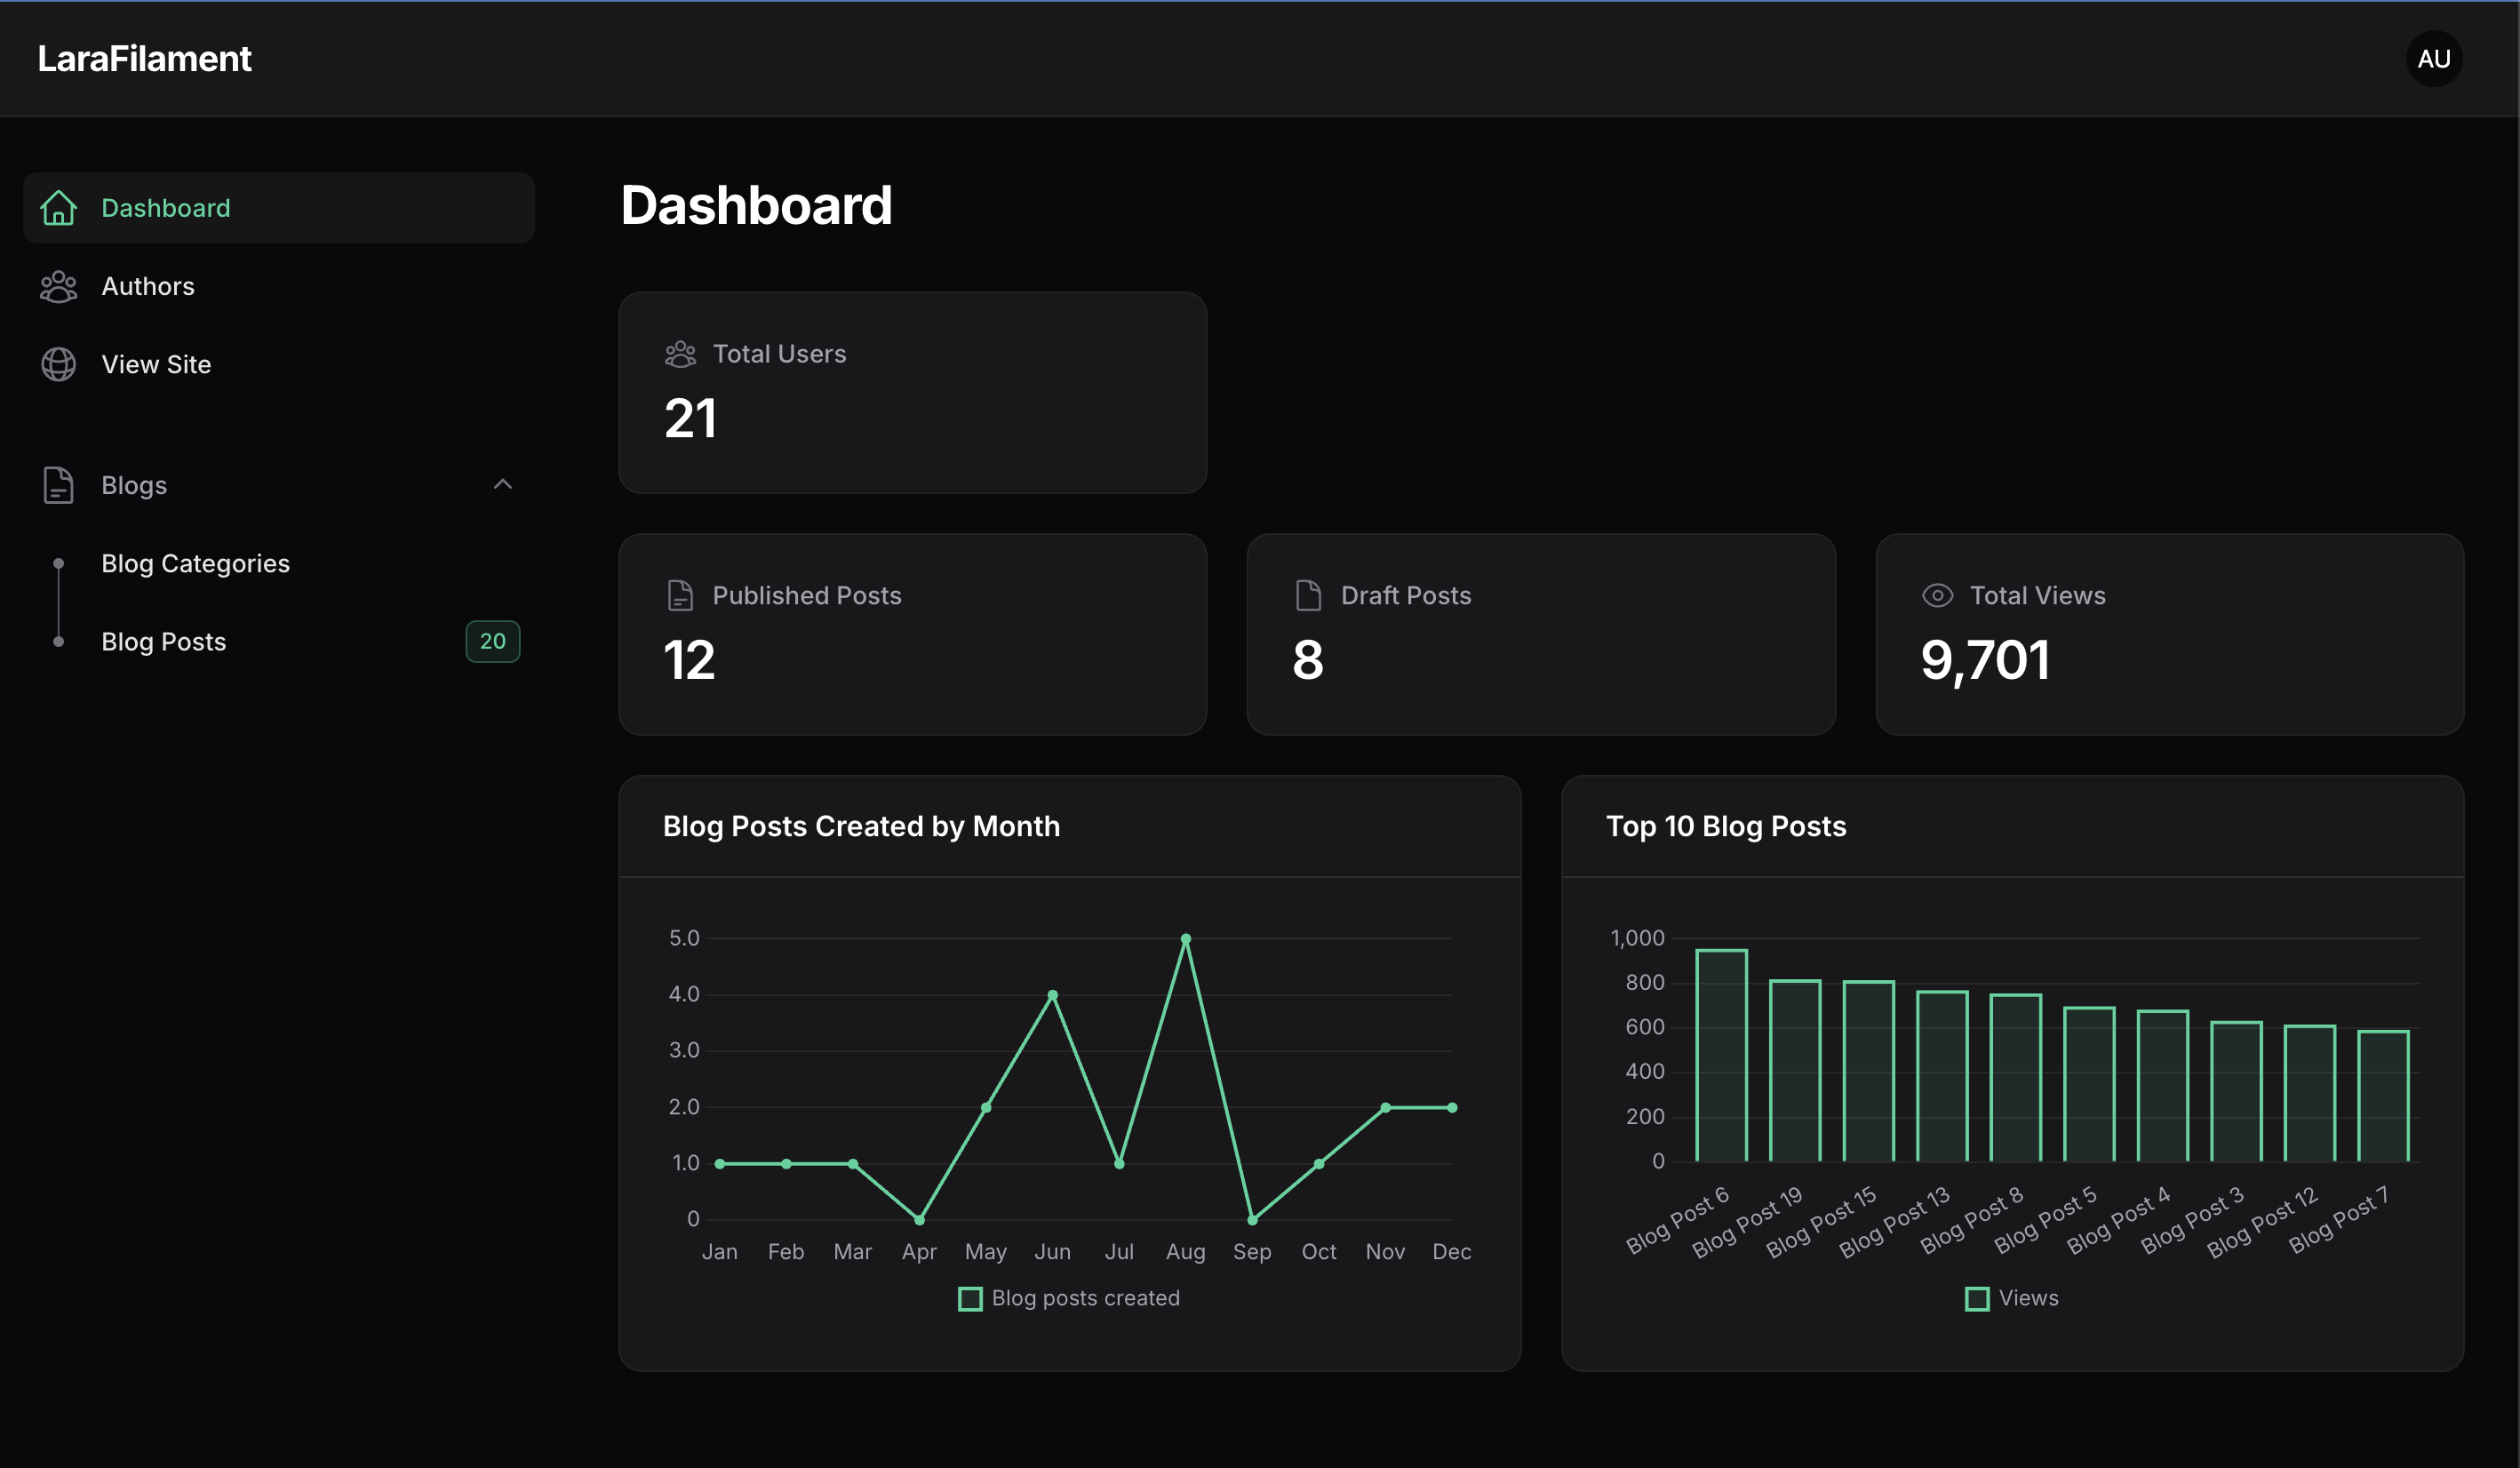 LaraFilament
AU
Dashboard
Authors
View Site
Blogs
Blog Categories
Blog Posts
20
Dashboard
Total Users
21
Published Posts
12
Draft Posts
8
Total Views
9,701
Blog Posts Created by Month
5.0
4.0
3.0
2.0
1.0
0
Jan Feb Mar Apr May Jun Jul Aug Sep Oct Nov Dec
Blog posts created
Top 10 Blog Posts
1,000
800
600
400
200
0
Blog Post 6
Blog Post 19
Blog Post 15
Blog Post 13
Blog Post 8
Blog Post 5
Blog Post 4
Blog Post 3
Blog Post 12
Blog Post 7
Views